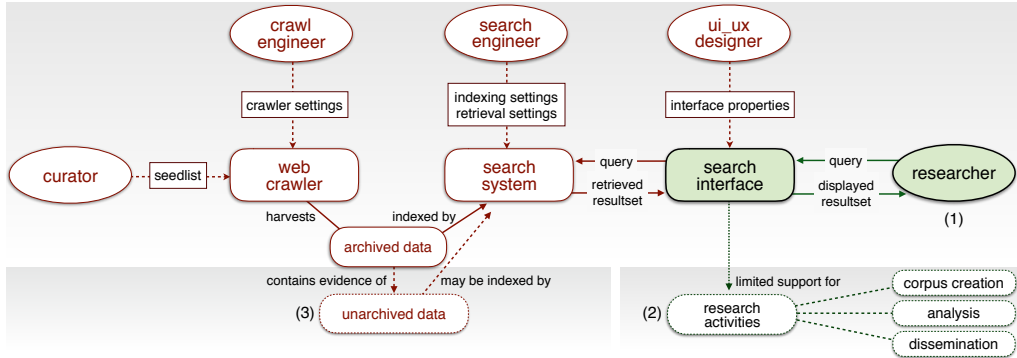 crawl
engineer
search
engineer
ui_ux
designer
crawler settings
indexing settings
retrieval settings
interface properties
curator
seedlist
web
crawler
search
system
query
retrieved
resultset
search
interface
query
displayed
resultset
researcher
(1)
harvests
indexed by
archived data
contains evidence of
may be indexed by
(3)
unarchived data
limited support for
(2)
research
activities
corpus creation
analysis
dissemination